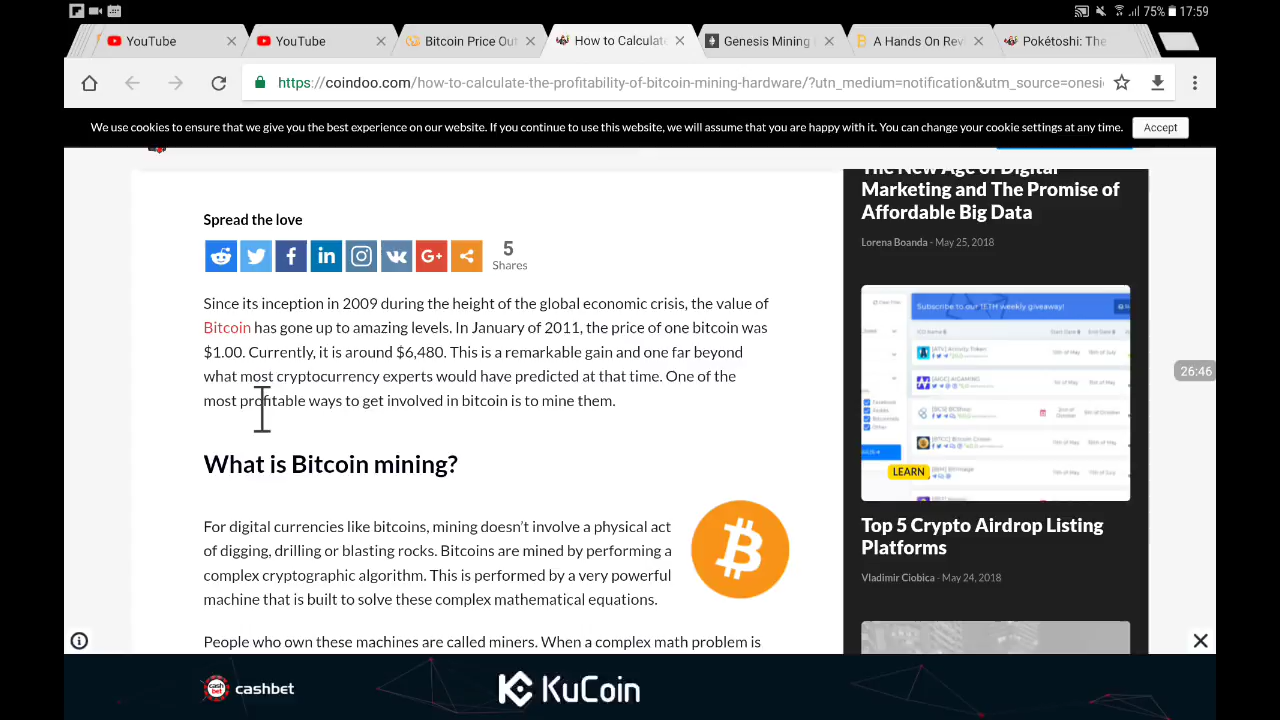 75% 17:59
YouTube
YouTube
Bitcoin Price Out
How to Calculate
Genesis Mining
A Hands On Rev
Pokétoshi: The
https://coindoo.com/how-to-calculate-the-profitability-of-bitcoin-mining-hardware/?utm_medium=notification&utm_source=onesi
We use cookies to ensure that we give you the best experience on our website. If you continue to use this website, we will assume that you are happy with it. You can change your cookie settings at any time.
Accept
Spread the love
5
Shares
Since its inception in 2009 during the height of the global economic crisis, the value of
Bitcoin has gone up to amazing levels. In January of 2011, the price of one bitcoin was
$1.00. Currently, it is around $6,480. This is a remarkable gain and one far beyond
what most cryptocurrency experts would have predicted at that time. One of the
most profitable ways to get involved in bitcoin is to mine them.
What is Bitcoin mining?
For digital currencies like bitcoins, mining doesn't involve a physical act
of digging, drilling or blasting rocks. Bitcoins are mined by performing a
complex cryptographic algorithm. This is performed by a very powerful
machine that is built to solve these complex mathematical equations.
People who own these machines are called miners. When a complex math problem is
The New Age of Digital
Marketing and The Promise of
Affordable Big Data
Lorena Boanda - May 25, 2018
Subscribe to our 1ETH weekly giveaway!
LEARN
Top 5 Crypto Airdrop Listing
Platforms
Vladimir Ciobica - May 24, 2018
26:46
cash bet
cashbet
KuCoin